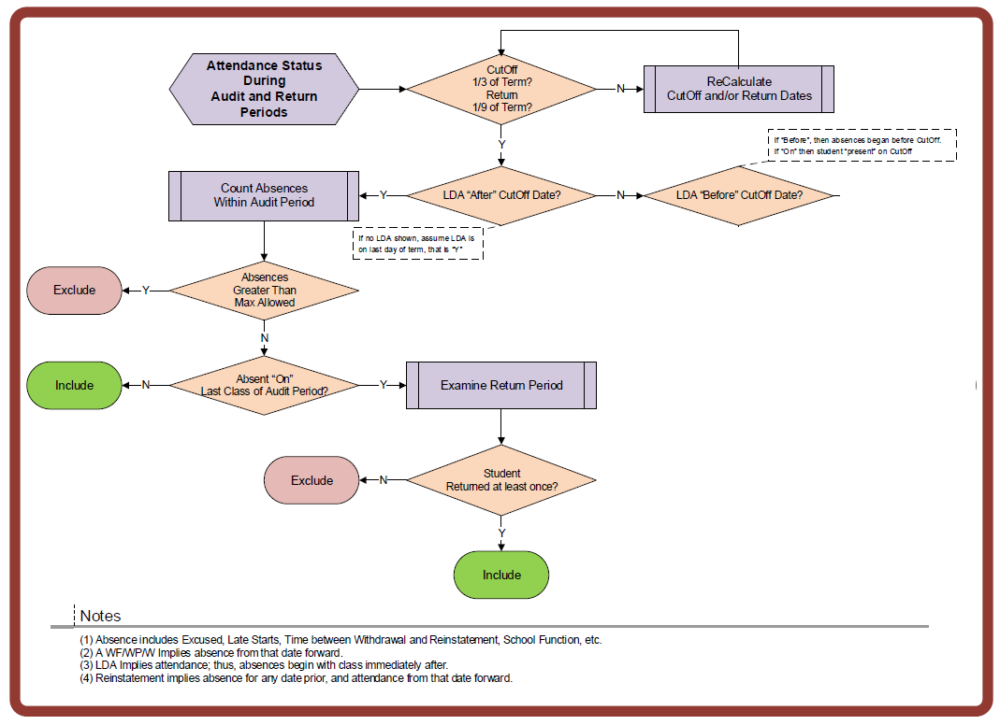 Attendance Status
During
Audit and Return
Periods
CutOff
1/3 of Term?
Return
1/9 of Term?
N
ReCalculate
CutOff and/or Return Dates
Y
If "Before", then absences began before CutOff.
If "On" then student "present" on CutOff
Count Absences
Within Audit Period
Y
LDA “After” CutOff Date?
N
LDA “Before” CutOff Date?
If no LDA shown, assume LDA is
on last day of term, that is "Y"
Exclude
Y
Absences
Greater Than
Max Allowed
N
Include
N
Absent “On”
Last Class of Audit Period?
Y
Examine Return Period
Exclude
N
Student
Returned at least once?
Y
Include
Notes
(1) Absence includes Excused, Late Starts, Time between Withdrawal and Reinstatement, School Function, etc.
(2) A WF/WP/W Implies absence from that date forward.
(3) LDA Implies attendance; thus, absences begin with class immediately after.
(4) Reinstatement implies absence for any date prior, and attendance from that date forward.